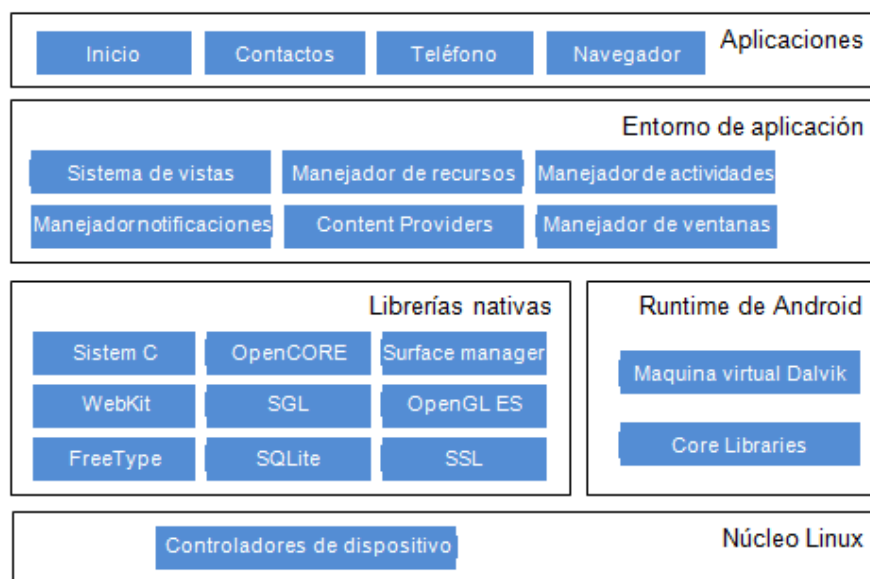 Aplicaciones
Inicio
Contactos
Teléfono
Navegador
Entorno de aplicación
Sistema de vistas
Manejador de recursos
Manejador de actividades
Manejador notificaciones
Content Providers
Manejador de ventanas
Librerías nativas
Sistem C
OpenCORE
Surface manager
WebKit
SGL
OpenGL ES
FreeType
SQLite
SSL
Runtime de Android
Maquina virtual Dalvik
Core Libraries
Núcleo Linux
Controladores de dispositivo